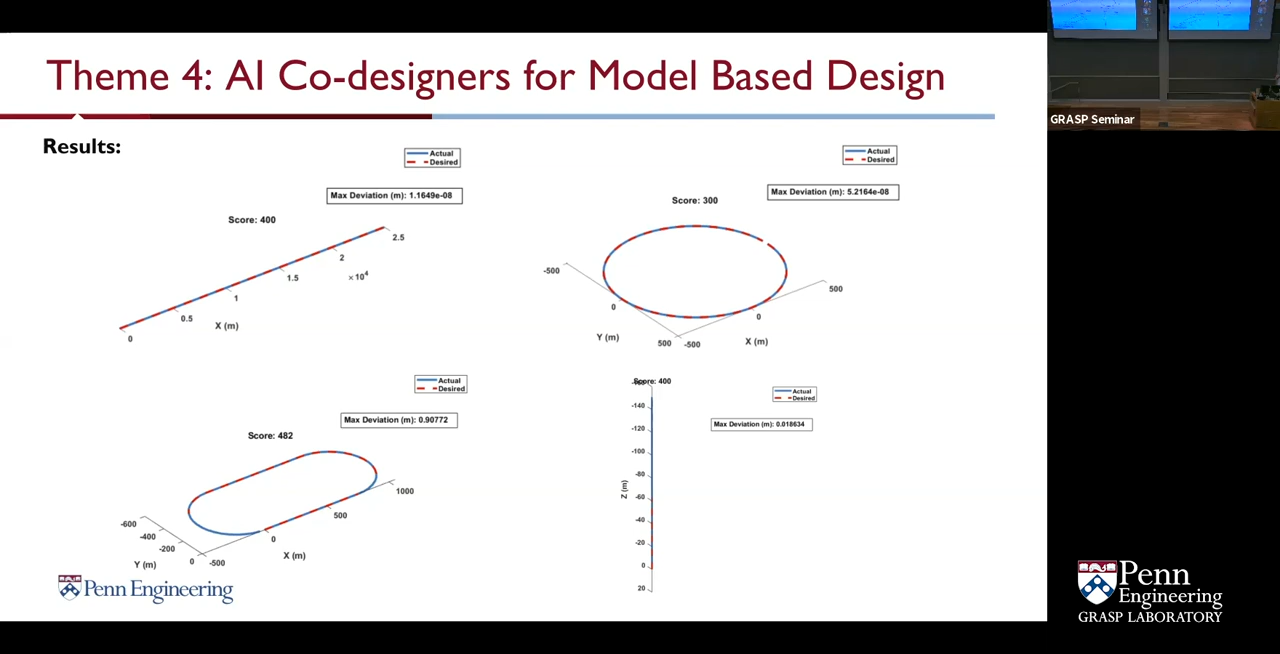 Theme 4: AI Co-designers for Model Based Design
GRASP Seminar
Results:
Actual
Desired
Max Deviation (m): 1.1649e-08
Score: 400
2.5
2
×10⁴
1.5
1
0.5
X (m)
0
Actual
Desired
Max Deviation (m): 5.2164e-08
Score: 300
-500
500
0
0
Y (m)
X (m)
500
-500
Actual
Desired
Max Deviation (m): 0.90772
Score: 482
1000
500
-600
-400
0
-200
X (m)
0
-500
Y (m)
Score: 400
Actual
Desired
-140
Max Deviation (m): 0.018634
-120
-100
-80
Z (m)
-60
-40
-20
0
20
Penn Engineering
Penn
Engineering
GRASP LABORATORY